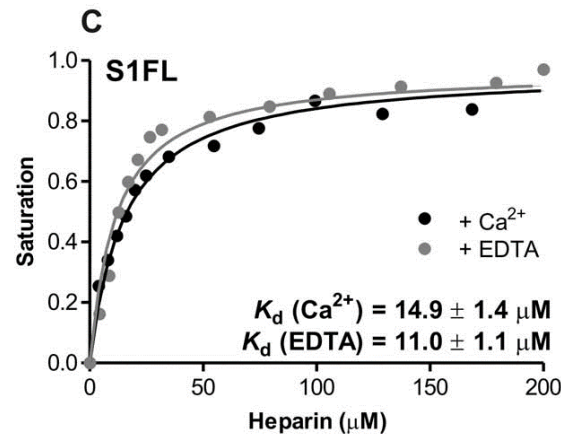 C
S1FL
1.0
0.8
0.6
0.4
0.2
0.0
Saturation
+ Ca²⁺
+ EDTA
Kd (Ca²⁺) = 14.9 ± 1.4 µM
Kd (EDTA) = 11.0 ± 1.1 µM
0 50 100 150 200
Heparin (µM)